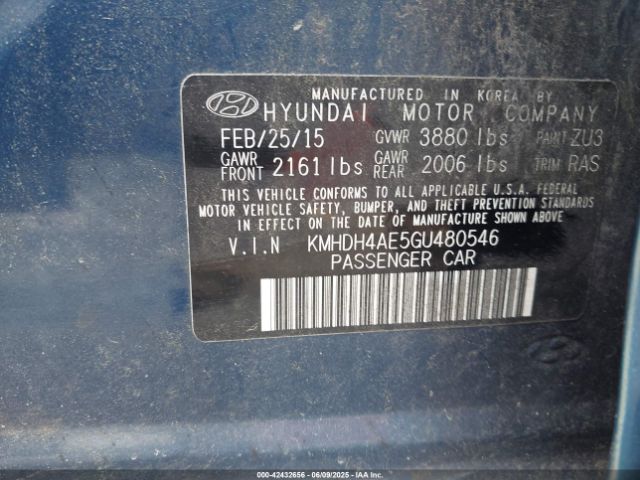 MANUFACTURED IN KOREA BY
HYUNDAI MOTOR COMPANY
FEB/25/15 GVWR 3880 lbs PAINT ZU3
GAWR FRONT 2161 lbs GAWR REAR 2006 lbs TRIM RAS
THIS VEHICLE CONFORMS TO ALL APPLICABLE U.S.A. FEDERAL
MOTOR VEHICLE SAFETY, BUMPER, AND THEFT PREVENTION STANDARDS
IN EFFECT ON THE DATE OF MANUFACTURE SHOWN ABOVE.
V.I.N KMHDH4AE5GU480546
PASSENGER CAR
000-42432656 | 06/09/2025 | IAA Inc.